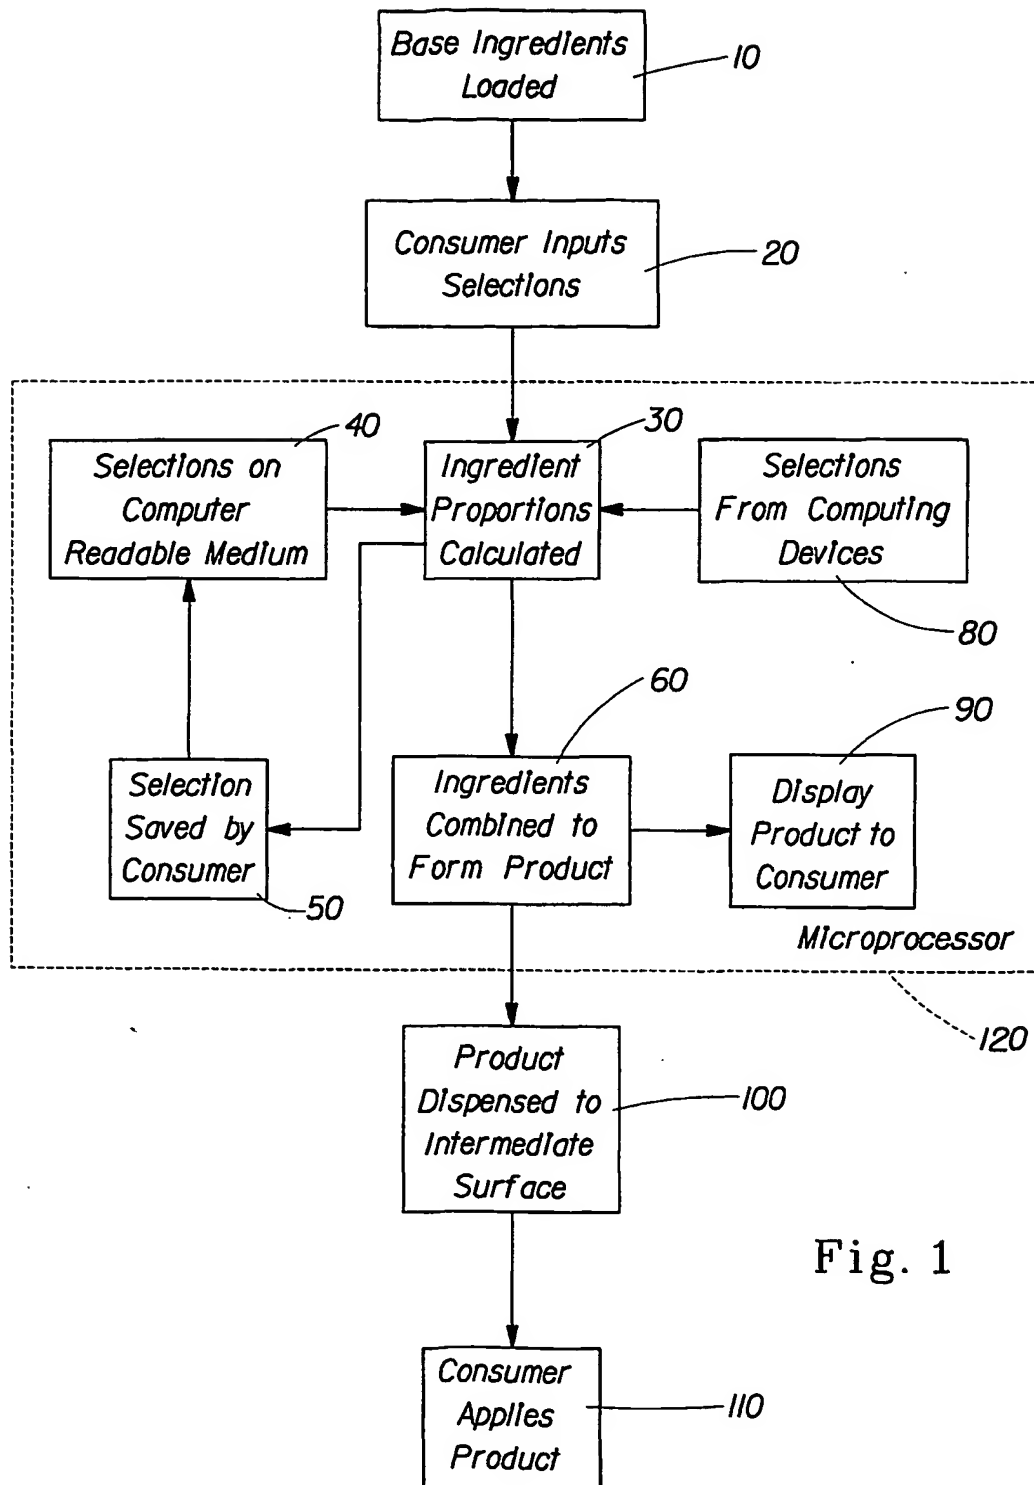 Base Ingredients
Loaded
10
Consumer Inputs
Selections
20
40
Selections on
Computer
Readable Medium
30
Ingredient
Proportions
Calculated
Selections
From Computing
Devices
80
60
90
Selection
Saved by
Consumer
50
Ingredients
Combined to
Form Product
Display
Product to
Consumer
Microprocessor
120
Product
Dispensed to
Intermediate
Surface
100
Fig. 1
Consumer
Applies
Product
110